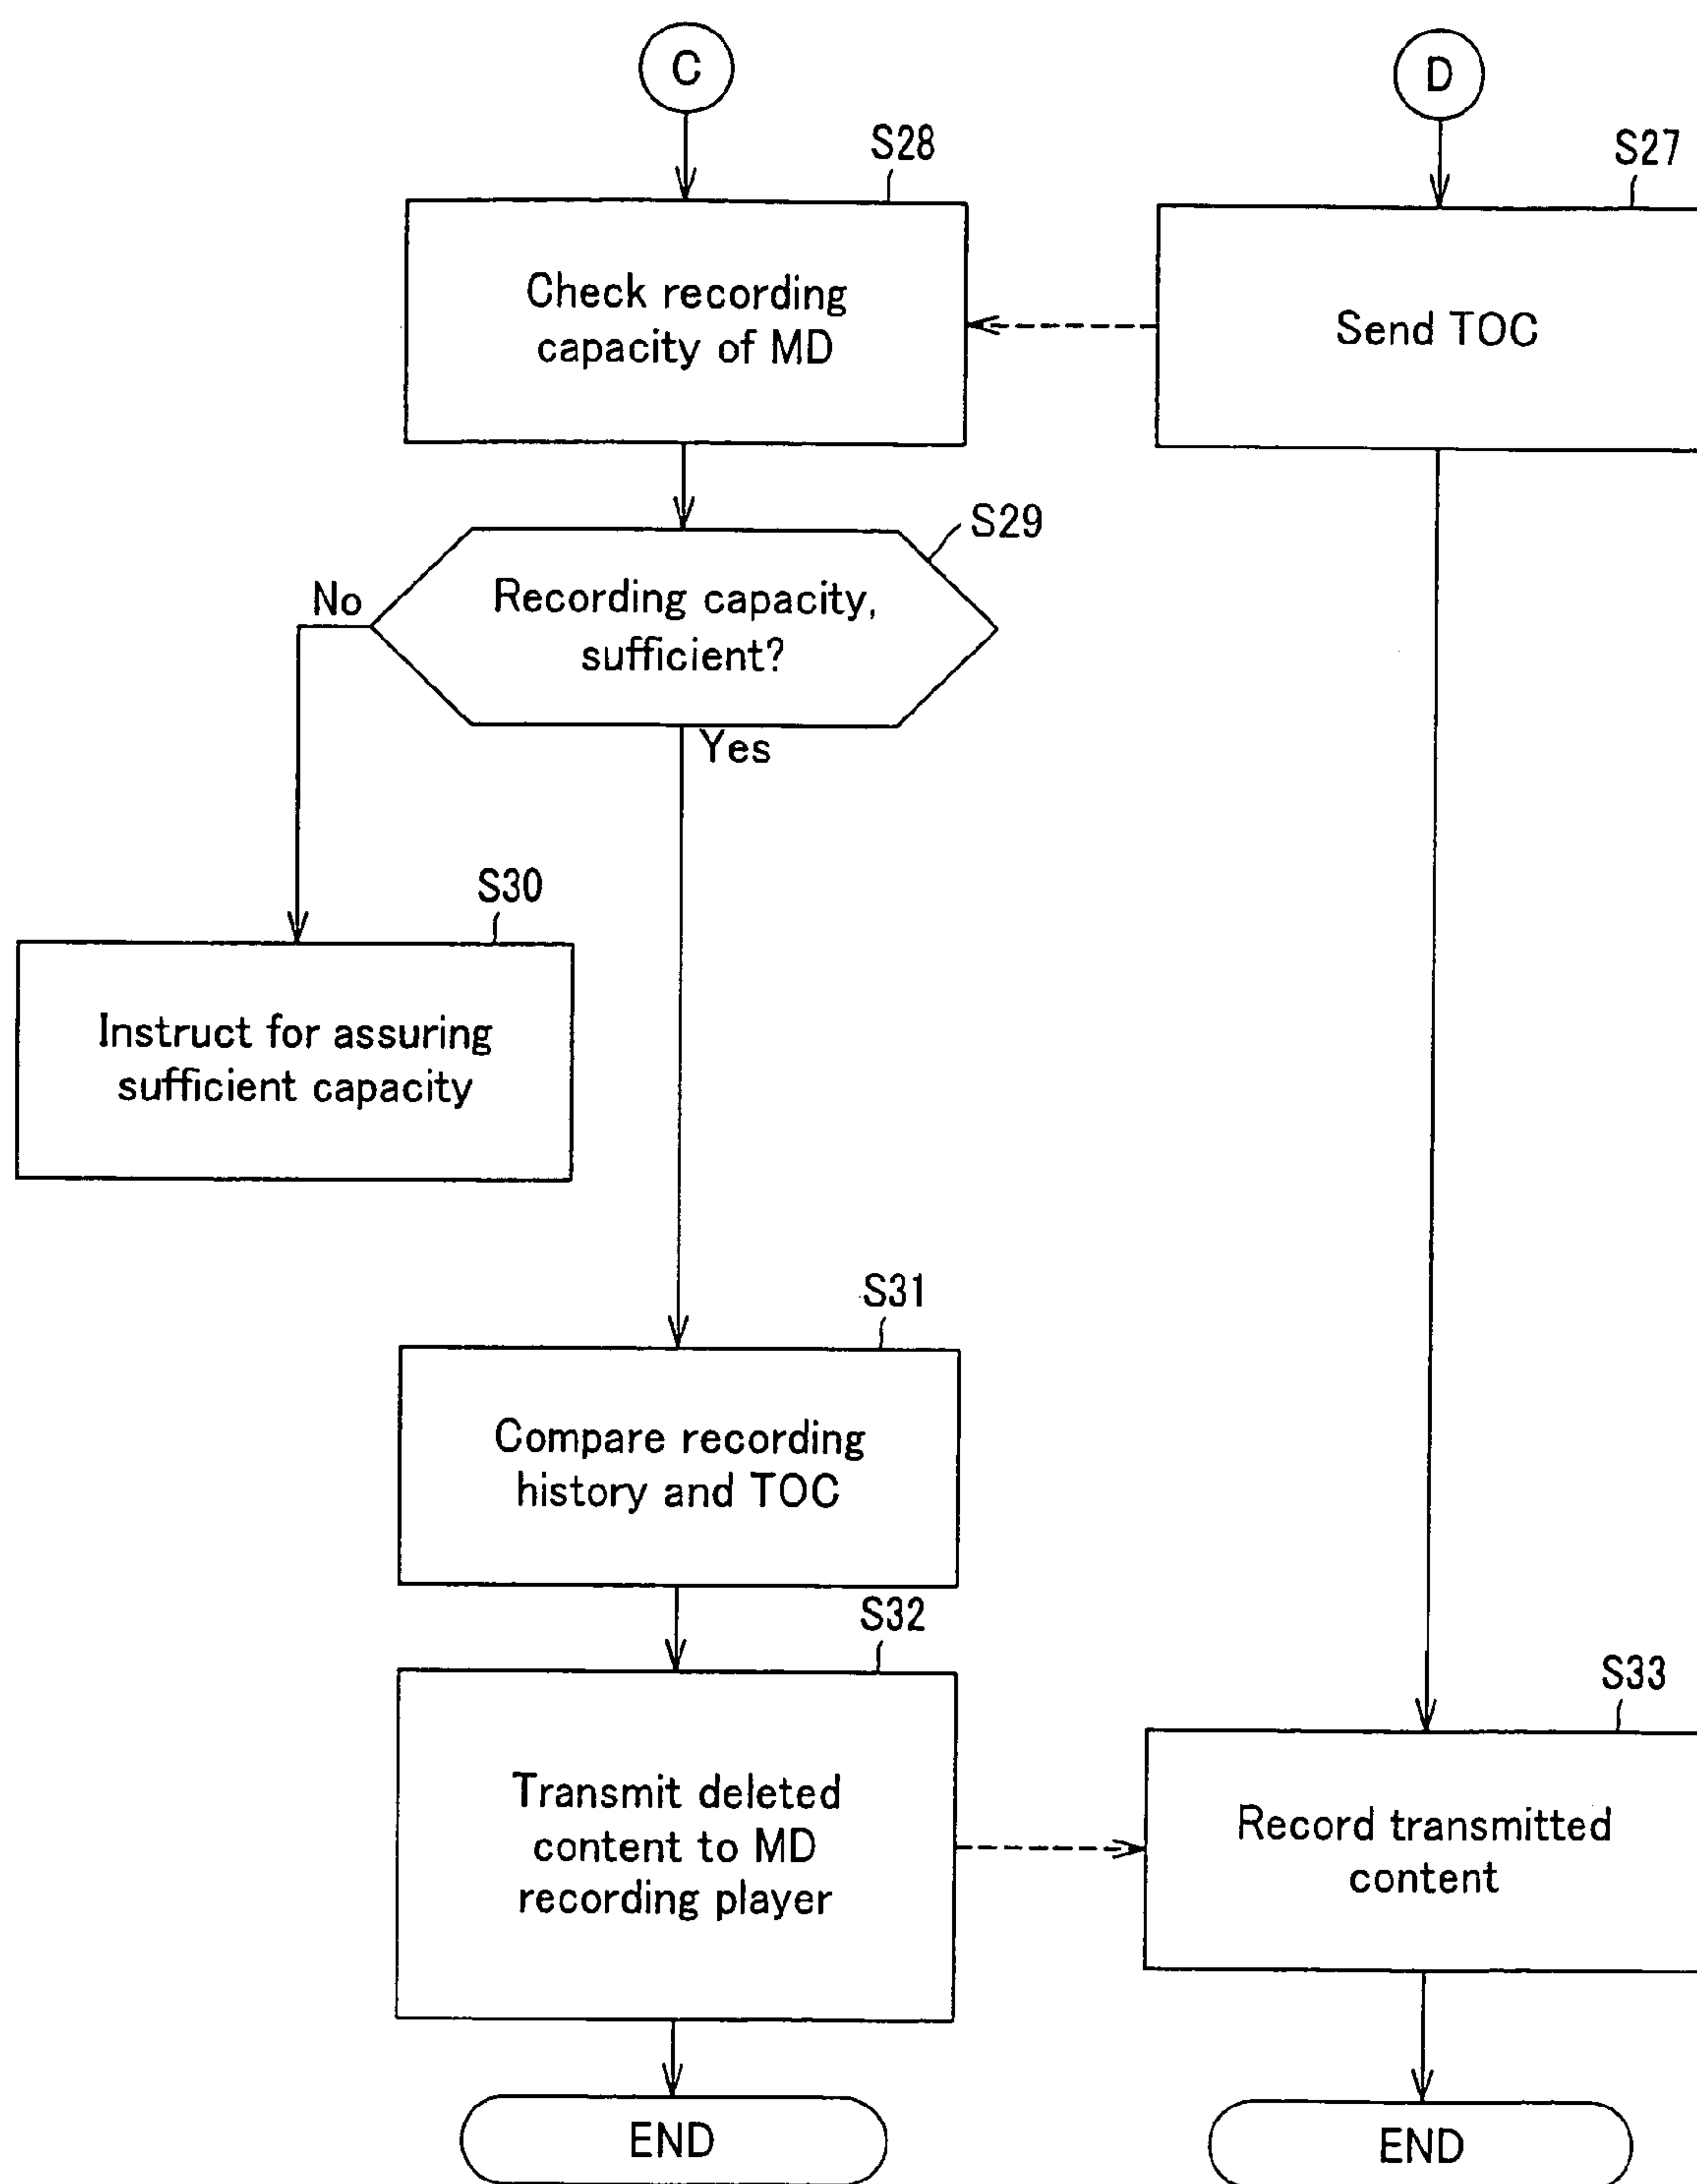 C
D
S28
S27
Check recording
capacity of MD
Send TOC
S29
No
Recording capacity,
sufficient?
Yes
S30
Instruct for assuring
sufficient capacity
S31
Compare recording
history and TOC
S32
S33
Transmit deleted
content to MD
recording player
Record transmitted
content
END
END